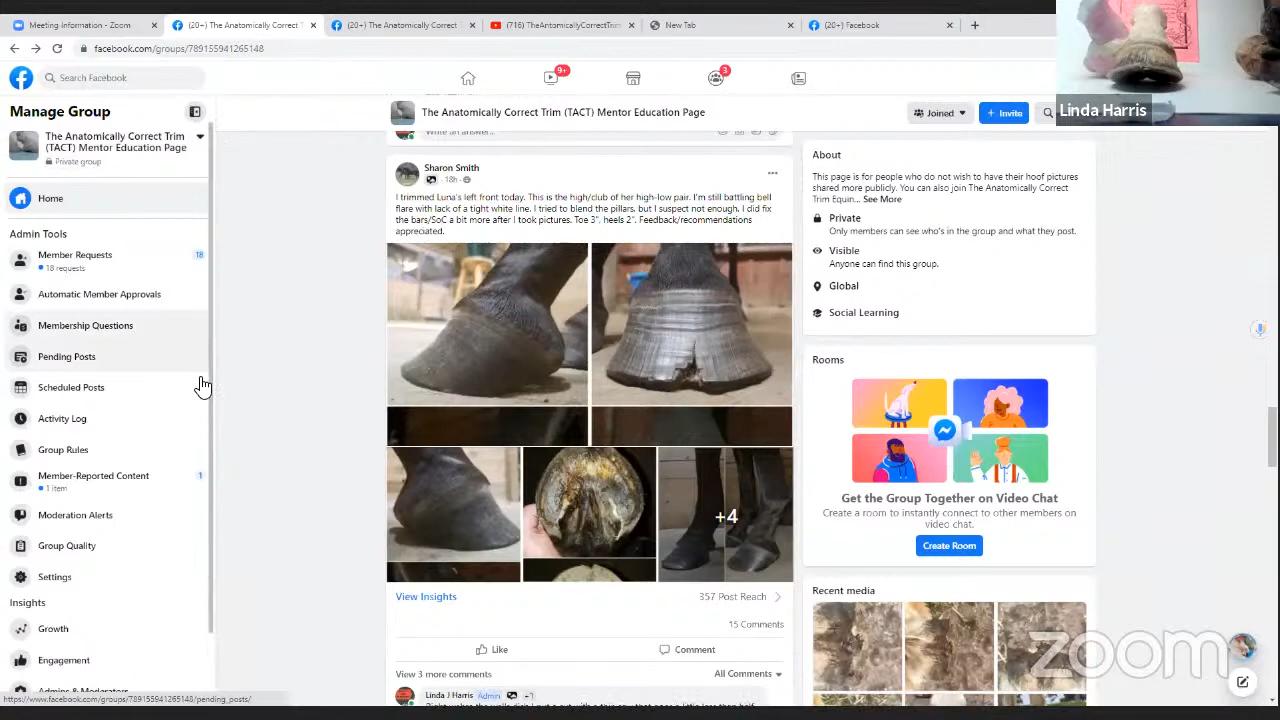 Meeting-Information - Zoom
(20+) The Anatomically Correct T
(20+) The Anatomically Correct
(716) TheAntomicallyCorrectTrim
New Tab
(20+) Facebook
facebook.com/groups/789155941265148
Linda Harris
Search Facebook
9+
3
Manage Group
The Anatomically Correct Trim
(TACT) Mentor Education Page
Private group
Home
Admin Tools
Member Requests
18
18 requests
Automatic Member Approvals
Membership Questions
Pending Posts
Scheduled Posts
Activity Log
Group Rules
Member-Reported Content
1
1 item
Moderation Alerts
Group Quality
Settings
Insights
Growth
Engagement
Admins & Moderators
https://www.facebook.com/groups/789155941265148/pending_posts/
The Anatomically Correct Trim (TACT) Mentor Education Page
Joined
+ Invite
Write an answer...
Sharon Smith
18h
I trimmed Luna's left front today. This is the high/club of her high-low pair. I'm still battling bell
flare with lack of a tight white line. I tried to blend the pillars, but I suspect not enough. I did fix
the bars/SoC a bit more after I took pictures. Toe 3", heels 2". Feedback/recommendations
appreciated.
+4
View Insights
357 Post Reach
15 Comments
Like
Comment
View 3 more comments
All Comments
Linda J Harris
Admin
+1
About
This page is for people who do not wish to have their hoof pictures
shared more publicly. You can also join The Anatomically Correct
Trim Equin... See More
Private
Only members can see who's in the group and what they post.
Visible
Anyone can find this group.
Global
Social Learning
Rooms
Get the Group Together on Video Chat
Create a room to instantly connect to other members on
video chat.
Create Room
Recent media
zoom